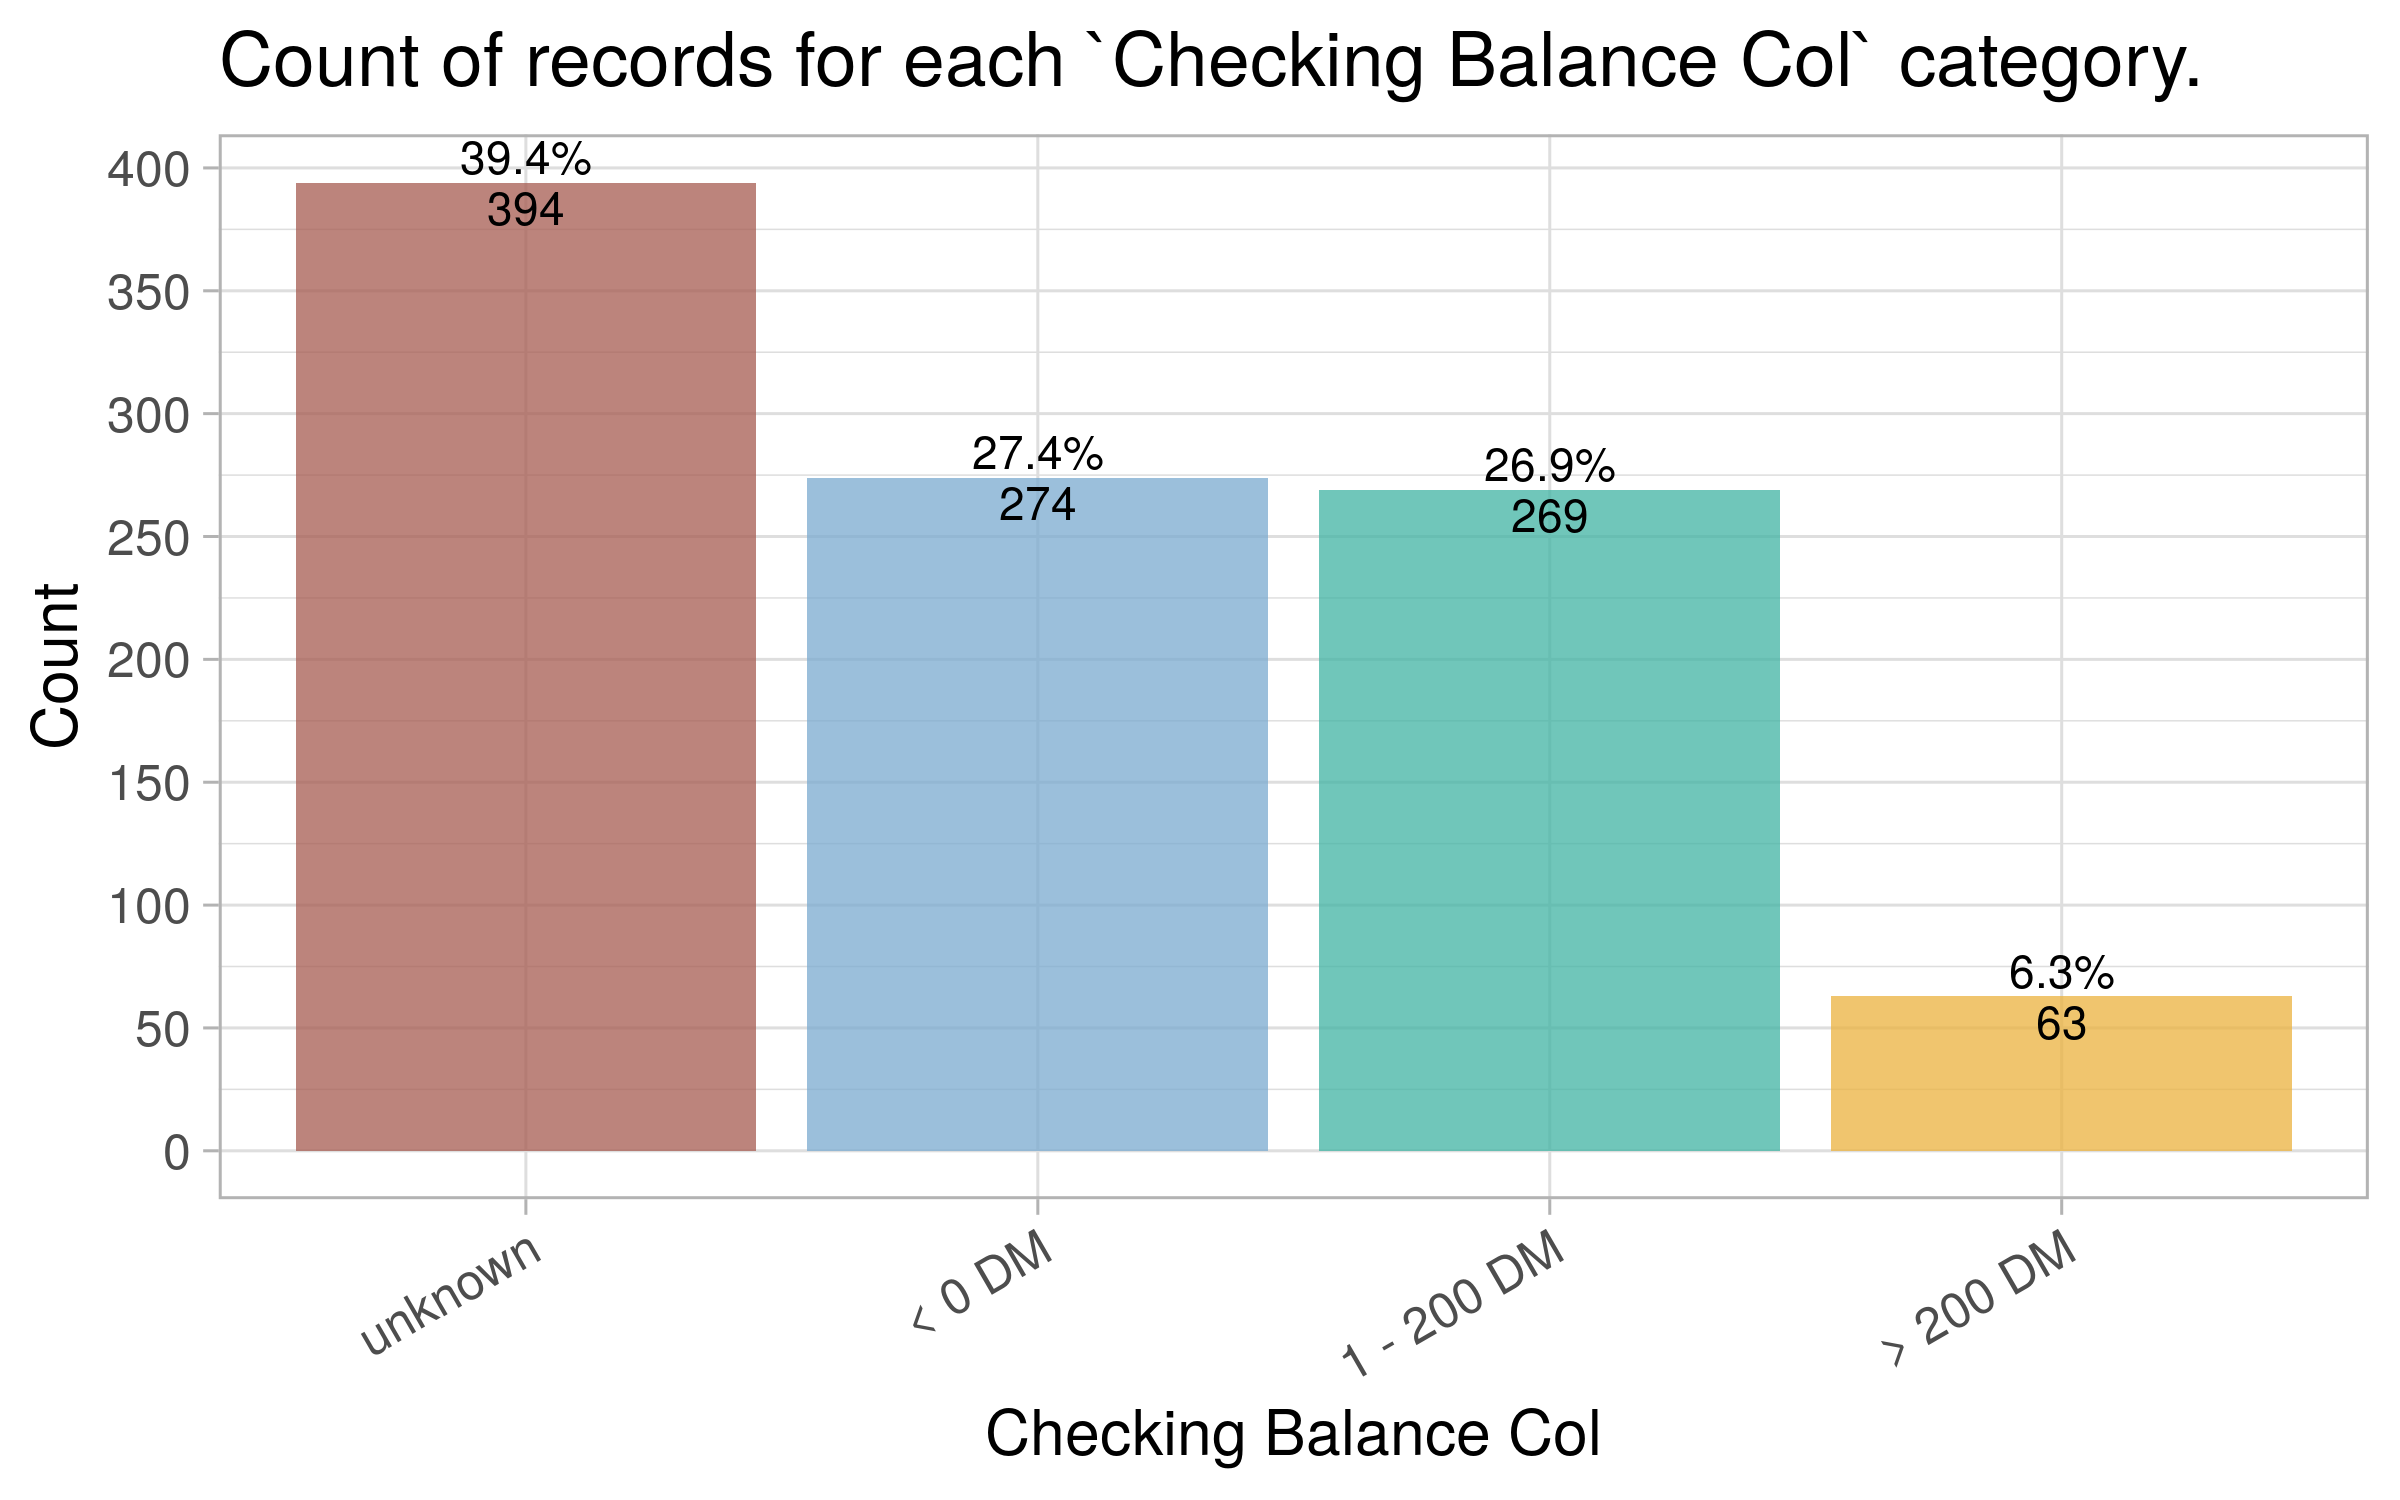 Count of records for each `Checking Balance Col` category.
400
350
300
250
200
150
100
50
0
Count
39.4%
394
27.4%
274
26.9%
269
6.3%
63
unknown
< 0 DM
1 - 200 DM
> 200 DM
Checking Balance Col